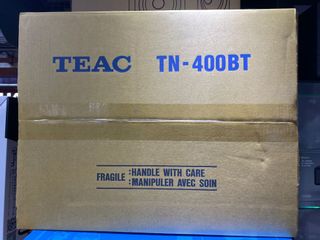 TEAC TN-400BT
FRAGILE : HANDLE WITH CARE
: MANIPULER AVEC SOIN